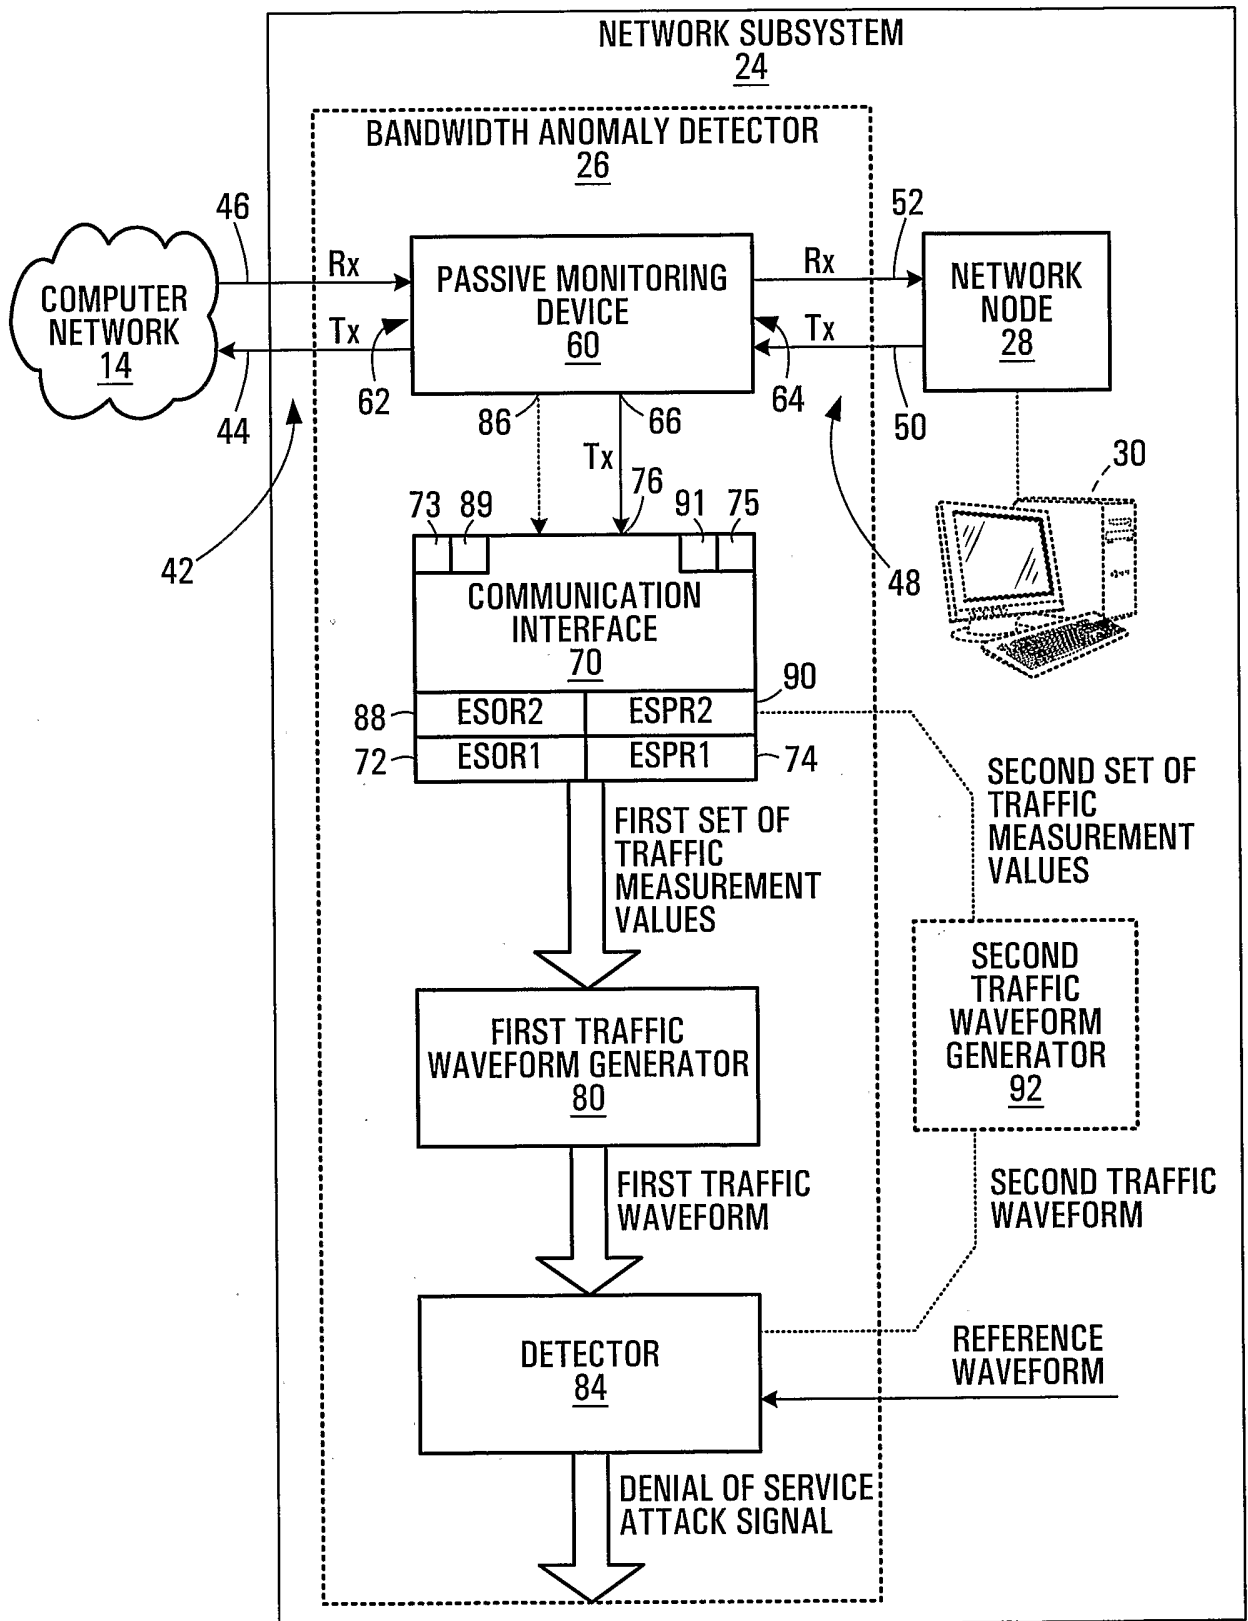 NETWORK SUBSYSTEM
24
BANDWIDTH ANOMALY DETECTOR
26
46
52
Rx
Rx
PASSIVE MONITORING
DEVICE
60
NETWORK
NODE
28
COMPUTER
NETWORK
14
Tx
Tx
44
62
86
66
64
50
Tx
76
30
73
89
91
75
42
48
COMMUNICATION
INTERFACE
70
90
88
ESOR2
ESPR2
72
ESOR1
ESPR1
74
FIRST SET OF
TRAFFIC
MEASUREMENT
VALUES
SECOND SET OF
TRAFFIC
MEASUREMENT
VALUES
SECOND
TRAFFIC
WAVEFORM
GENERATOR
92
FIRST TRAFFIC
WAVEFORM GENERATOR
80
FIRST TRAFFIC
WAVEFORM
SECOND TRAFFIC
WAVEFORM
DETECTOR
84
REFERENCE
WAVEFORM
DENIAL OF SERVICE
ATTACK SIGNAL